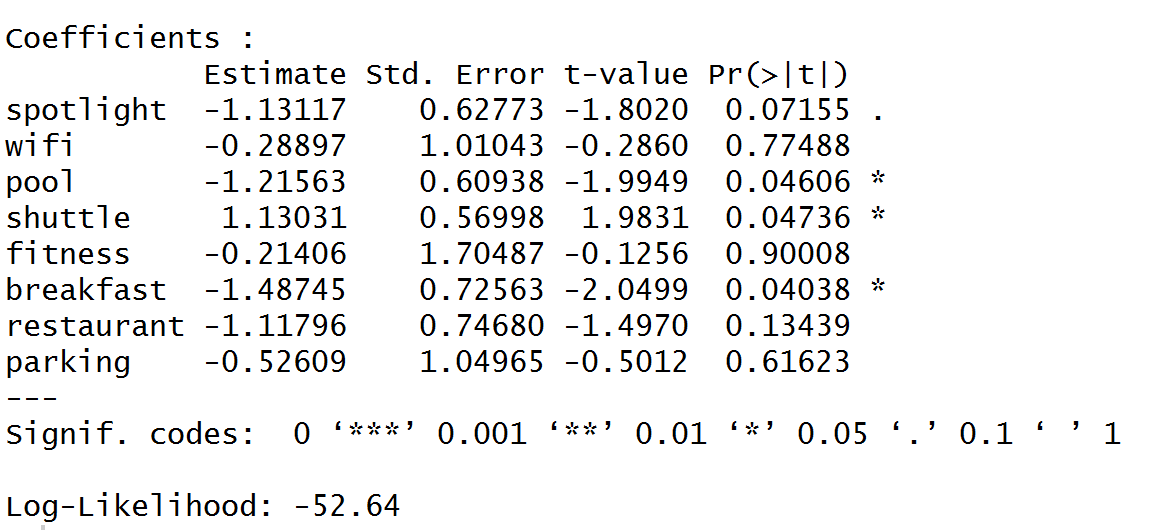 Coefficients :
           Estimate Std. Error t-value Pr(>|t|)
spotlight  -1.13117    0.62773 -1.8020  0.07155 .
wifi       -0.28897    1.01043 -0.2860  0.77488
pool       -1.21563    0.60938 -1.9949  0.04606 *
shuttle     1.13031    0.56998  1.9831  0.04736 *
fitness    -0.21406    1.70487 -0.1256  0.90008
breakfast  -1.48745    0.72563 -2.0499  0.04038 *
restaurant -1.11796    0.74680 -1.4970  0.13439
parking    -0.52609    1.04965 -0.5012  0.61623
---
Signif. codes:  0 ‘***’ 0.001 ‘**’ 0.01 ‘*’ 0.05 ‘.’ 0.1 ‘ ’ 1
Log-Likelihood: -52.64